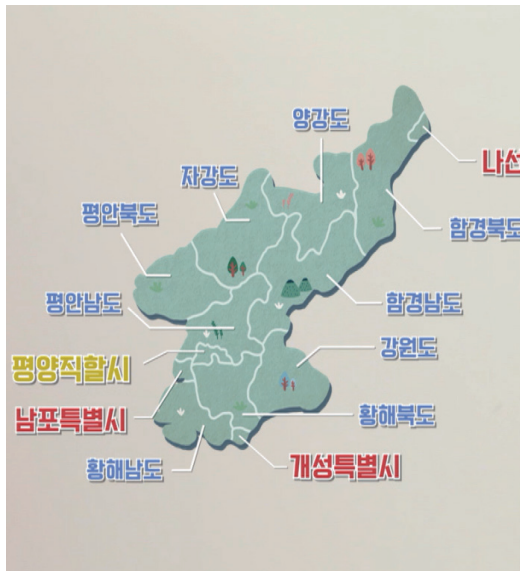 양강도
나선
자강도
평안북도
함경북도
평안남도
함경남도
강원도
평양직할시
남포특별시
황해북도
황해남도
개성특별시